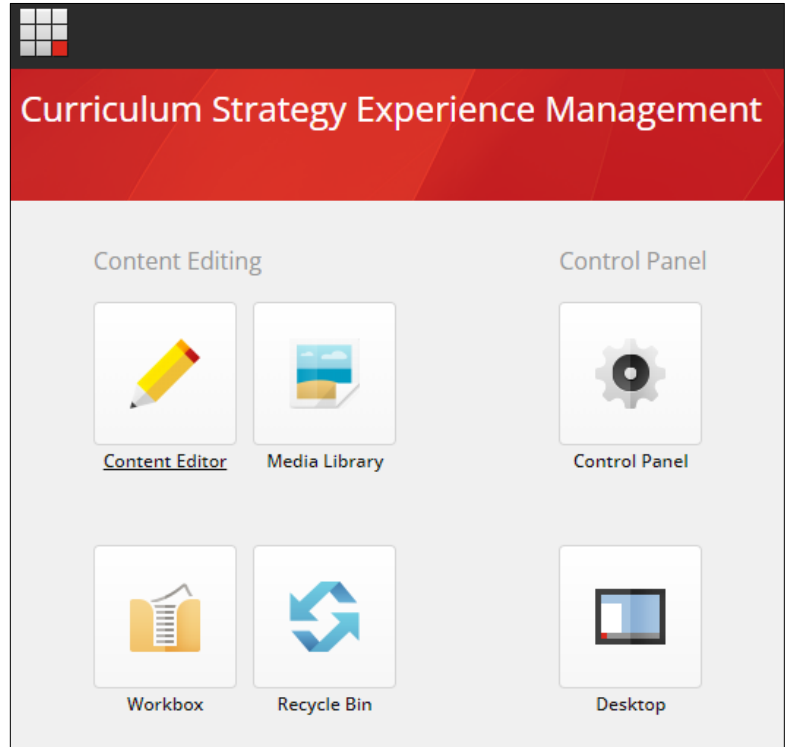 Curriculum Strategy Experience Management
Content Editing
Control Panel
Content Editor
Media Library
Control Panel
Workbox
Recycle Bin
Desktop